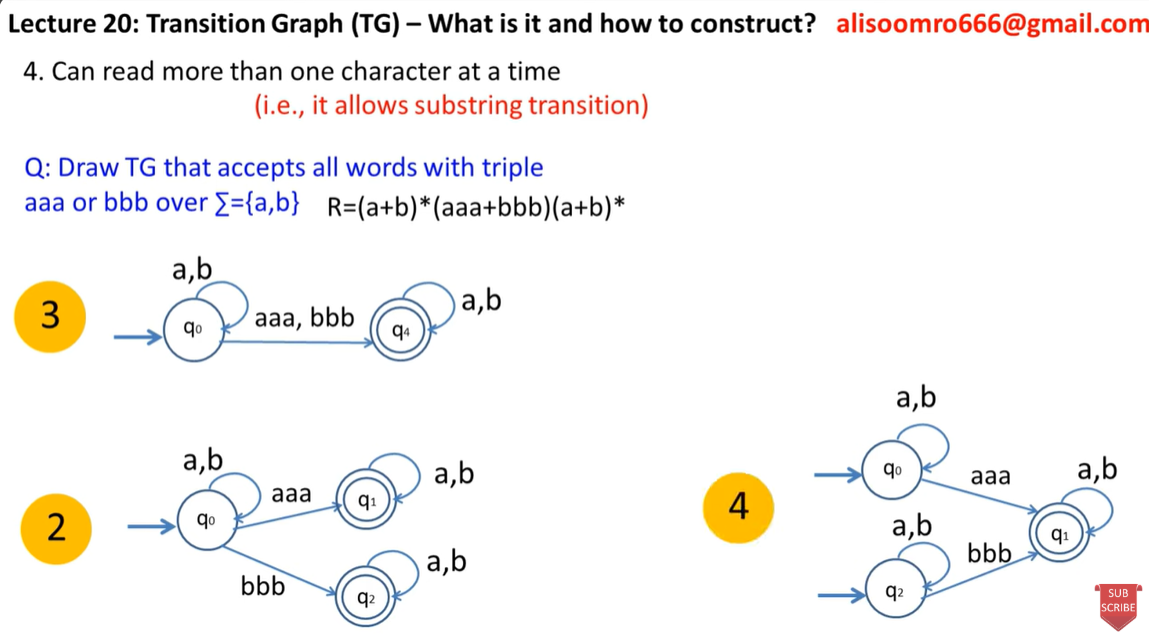 Lecture 20: Transition Graph (TG) – What is it and how to construct? alisoomro666@gmail.com
4. Can read more than one character at a time
(i.e., it allows substring transition)
Q: Draw TG that accepts all words with triple
aaa or bbb over ∑={a,b} R=(a+b)*(aaa+bbb)(a+b)*
3
a,b
q0
aaa, bbb
q4
a,b
2
a,b
q0
aaa
q1
a,b
bbb
q2
a,b
4
a,b
q0
aaa
a,b
q1
a,b
bbb
q2
SUB
SCRIBE